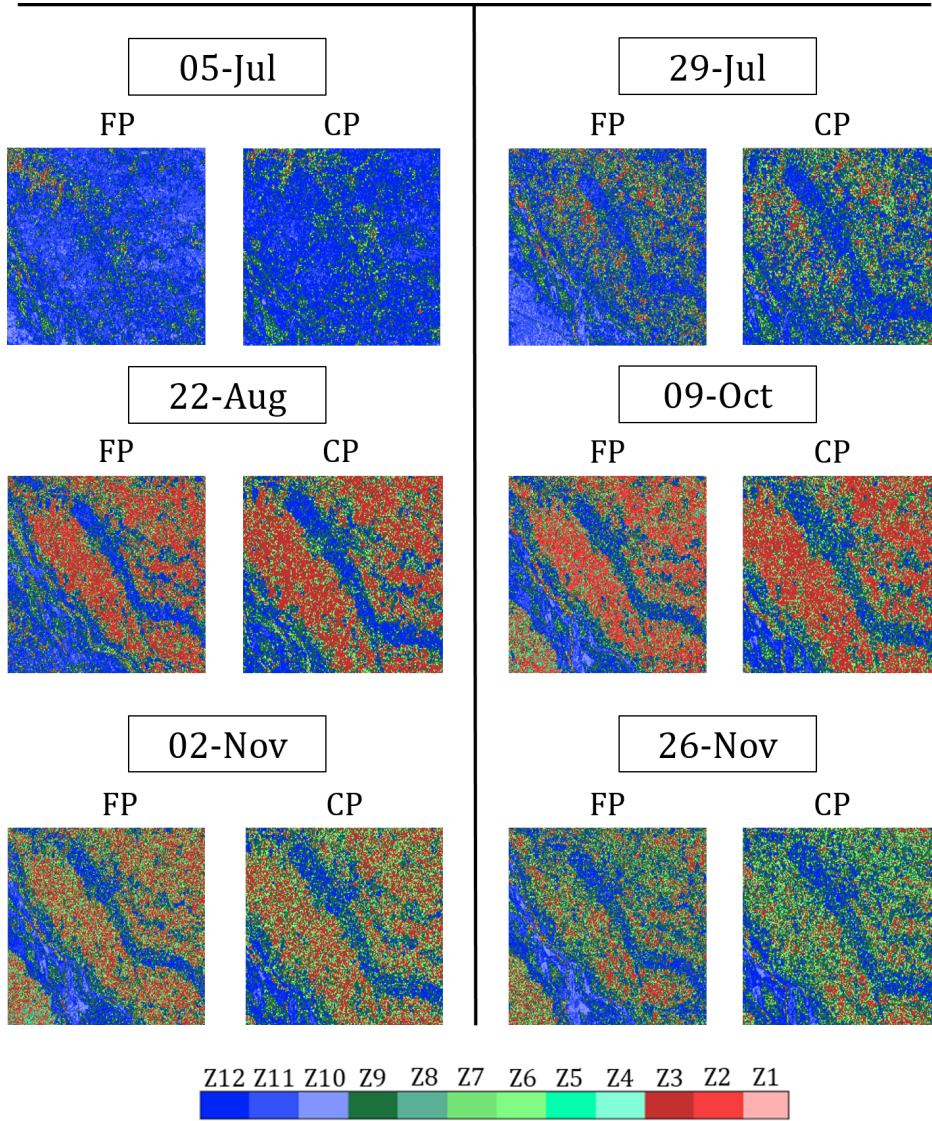 05-Jul
29-Jul
FP CP
FP CP
22-Aug
09-Oct
FP CP
FP CP
02-Nov
26-Nov
FP CP
FP CP
Z12 Z11 Z10 Z9 Z8 Z7 Z6 Z5 Z4 Z3 Z2 Z1